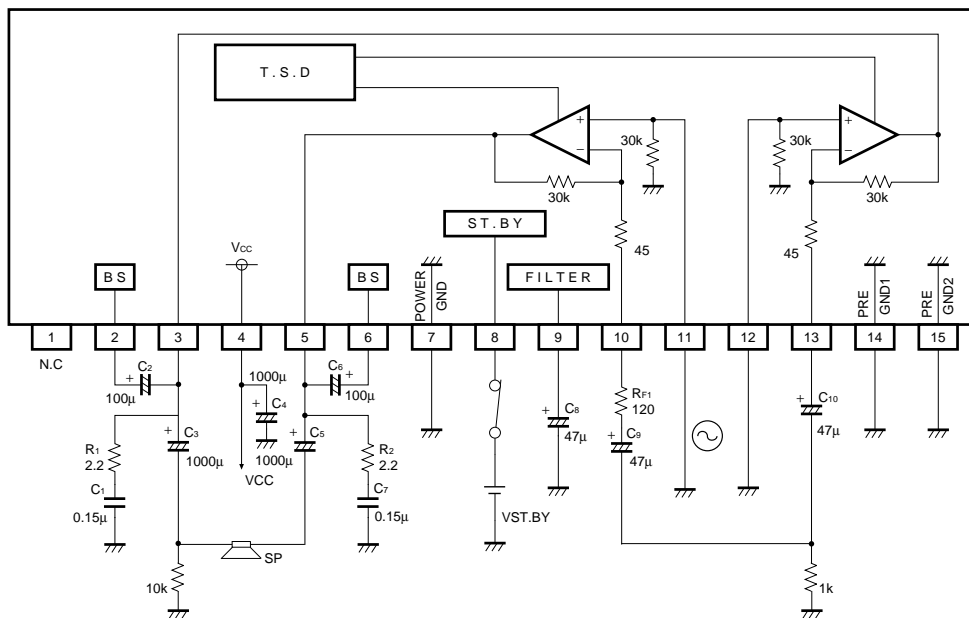 T.S.D
+
−
30k
30k
45
+
−
30k
30k
45
ST.BY
VCC
BS
BS
POWER
GND
FILTER
PRE
GND1
PRE
GND2
1
2
3
4
5
6
7
8
9
10
11
12
13
14
15
N.C
+
C2
100μ
1000μ
+
C4
C6
+
100μ
R1
2.2
+
C3
1000μ
1000μ
+
C5
R2
2.2
VCC
C1
0.15μ
C7
0.15μ
SP
10k
VST.BY
+
C8
47μ
RF1
120
+
C9
47μ
+
C10
47μ
1k